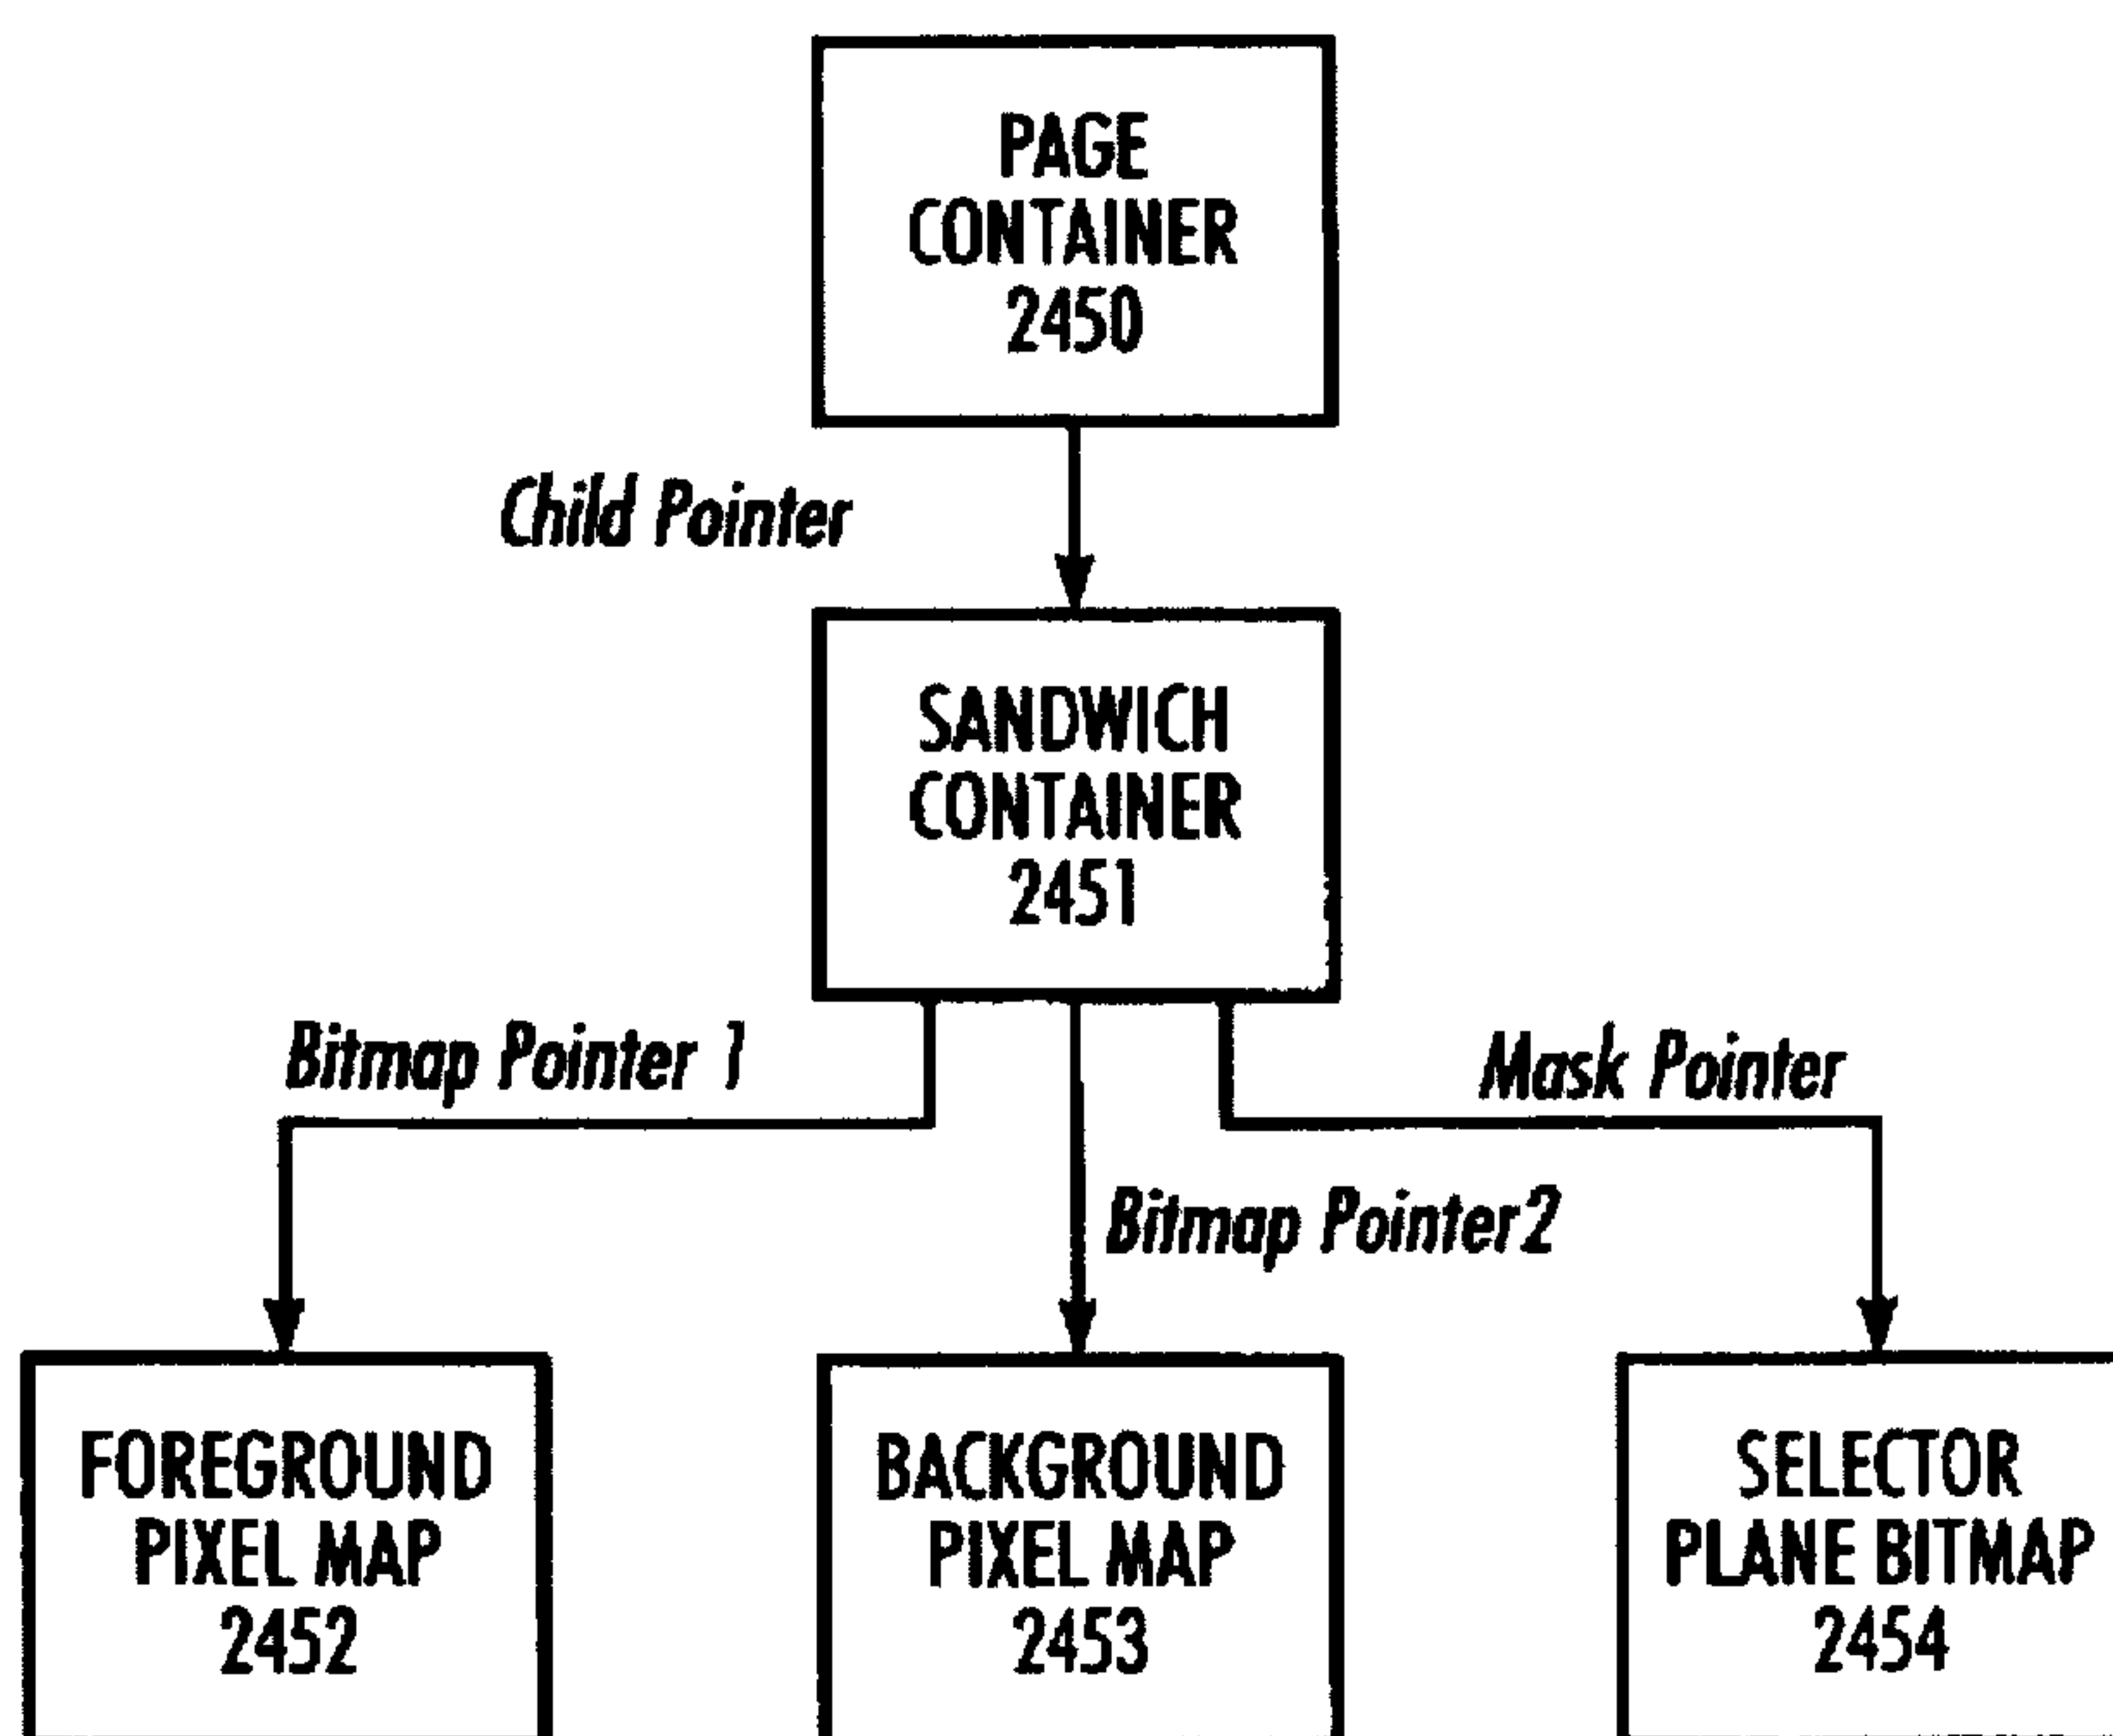 PAGE
CONTAINER
2450
Child Pointer
SANDWICH
CONTAINER
2451
Bitmap Pointer 1
Mask Pointer
Bitmap Pointer2
FOREGROUND
PIXEL MAP
2452
BACKGROUND
PIXEL MAP
2453
SELECTOR
PLANE BITMAP
2454